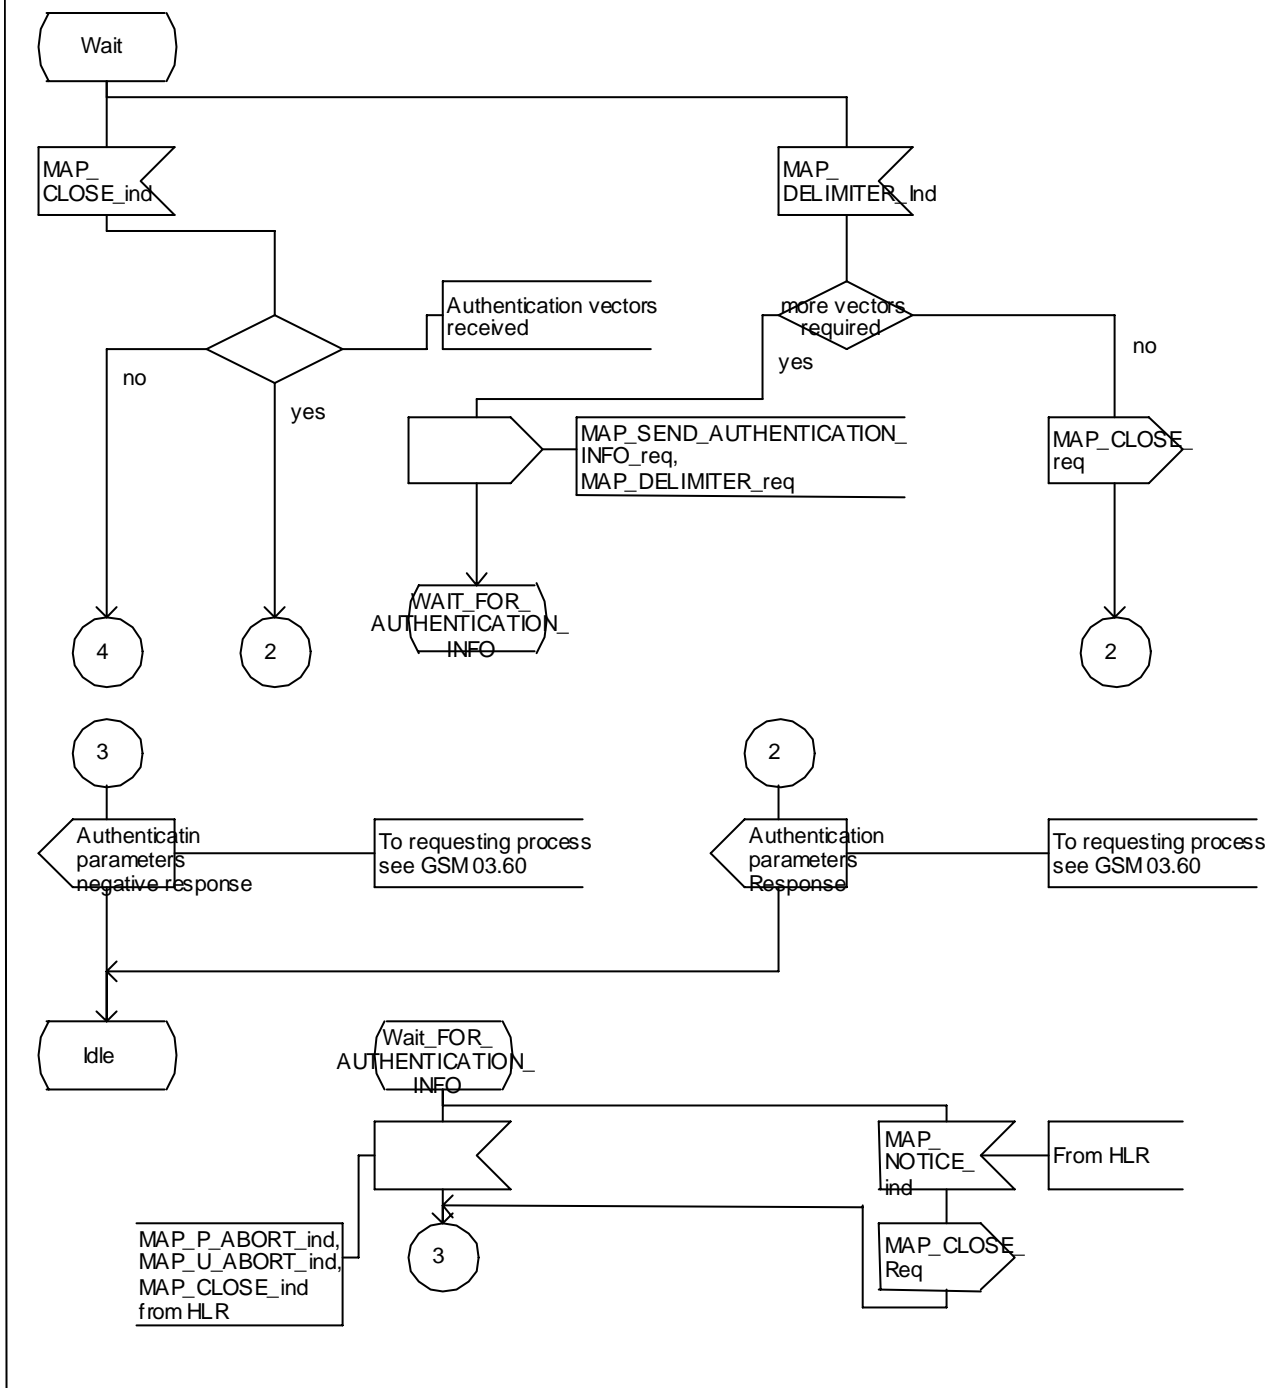 Wait
MAP_
CLOSE_ind
MAP_
DELIMITER_Ind
Authentication vectors
received
more vectors
required
no
yes
yes
no
MAP_SEND_AUTHENTICATION_
INFO_req,
MAP_DELIMITER_req
MAP_CLOSE_
req
WAIT_FOR_
AUTHENTICATION_
INFO
4
2
2
3
2
Authenticatin
parameters
negative response
To requesting process
see GSM 03.60
Authentication
parameters
Response
To requesting process
see GSM 03.60
Idle
Wait_FOR_
AUTHENTICATION_
INFO
MAP_
NOTICE_
ind
From HLR
MAP_P_ABORT_ind,
MAP_U_ABORT_ind,
MAP_CLOSE_ind
from HLR
3
MAP_CLOSE_
Req